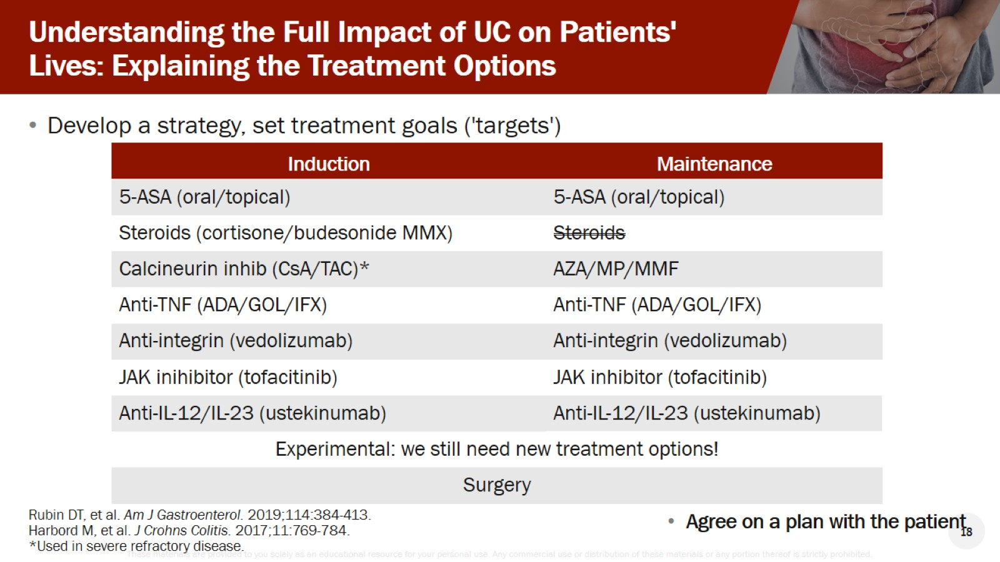 Understanding the Full Impact of UC on Patients'
Lives: Explaining the Treatment Options
• Develop a strategy, set treatment goals ('targets')
Induction Maintenance
5-ASA (oral/topical) 5-ASA (oral/topical)
Steroids (cortisone/budesonide MMX) Steroids
Calcineurin inhib (CsA/TAC)* AZA/MP/MMF
Anti-TNF (ADA/GOL/IFX) Anti-TNF (ADA/GOL/IFX)
Anti-integrin (vedolizumab) Anti-integrin (vedolizumab)
JAK inihibitor (tofacitinib) JAK inhibitor (tofacitinib)
Anti-IL-12/IL-23 (ustekinumab) Anti-IL-12/IL-23 (ustekinumab)
Experimental: we still need new treatment options!
Surgery
Rubin DT, et al. Am J Gastroenterol. 2019;114:384-413.
Harbord M, et al. J Crohns Colitis. 2017;11:769-784.
*Used in severe refractory disease.
• Agree on a plan with the patient
18
These materials are provided to you solely as an educational resource for your personal use. Any commercial use or distribution of these materials or any portion thereof is strictly prohibited.